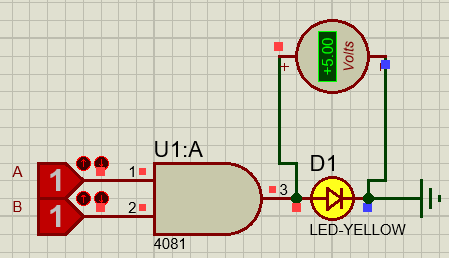 +5.00
Volts
+
U1:A
D1
A
1
1
3
B
1
2
LED-YELLOW
4081